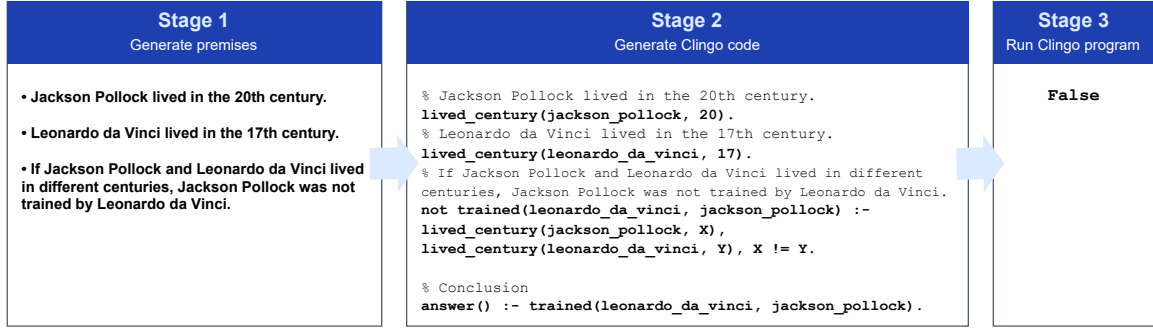 Stage 1
Generate premises
• Jackson Pollock lived in the 20th century.
• Leonardo da Vinci lived in the 17th century.
• If Jackson Pollock and Leonardo da Vinci lived
in different centuries, Jackson Pollock was not
trained by Leonardo da Vinci.
Stage 2
Generate Clingo code
% Jackson Pollock lived in the 20th century.
lived_century(jackson_pollock, 20).
% Leonardo da Vinci lived in the 17th century.
lived_century(leonardo_da_vinci, 17).
% If Jackson Pollock and Leonardo da Vinci lived in different
centuries, Jackson Pollock was not trained by Leonardo da Vinci.
not trained(leonardo_da_vinci, jackson_pollock) :-
lived_century(jackson_pollock, X),
lived_century(leonardo_da_vinci, Y), X != Y.
% Conclusion
answer() :- trained(leonardo_da_vinci, jackson_pollock).
Stage 3
Run Clingo program
False